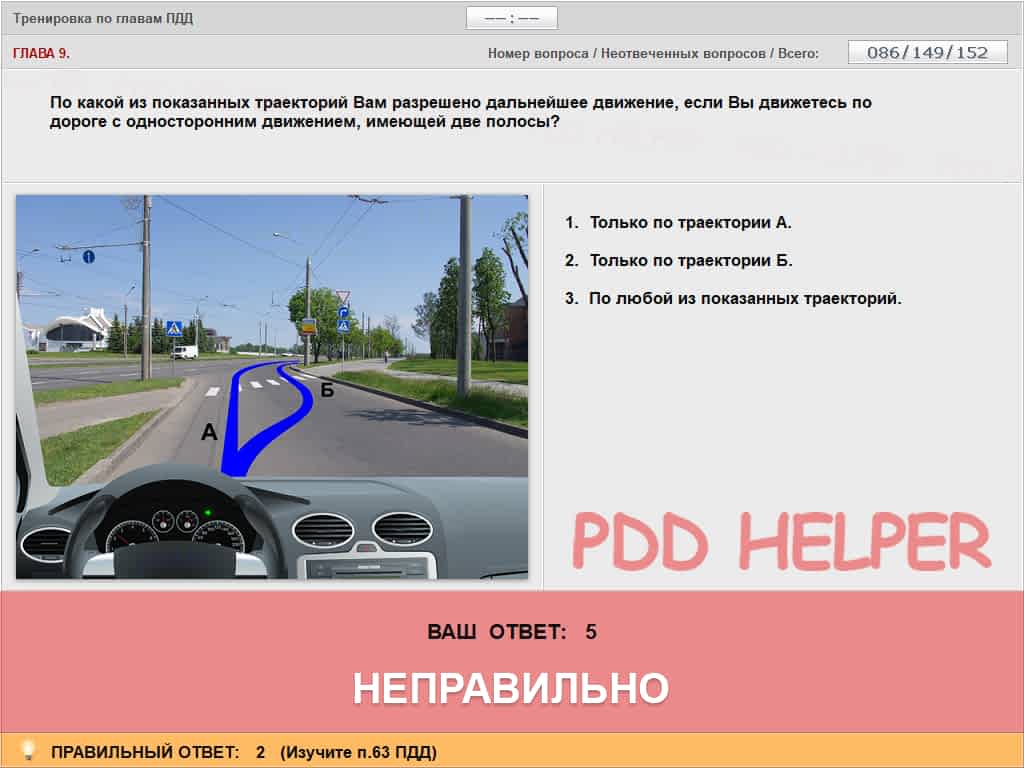 Тренировка по главам ПДД
—— : ——
ГЛАВА 9.
Номер вопроса / Неотвеченных вопросов / Всего:
086/149/152
По какой из показанных траекторий Вам разрешено дальнейшее движение, если Вы движетесь по
дороге с односторонним движением, имеющей две полосы?
1. Только по траектории А.
2. Только по траектории Б.
3. По любой из показанных траекторий.
Б
А
PDD HELPER
ВАШ ОТВЕТ: 5
НЕПРАВИЛЬНО
ПРАВИЛЬНЫЙ ОТВЕТ: 2 (Изучите п.63 ПДД)